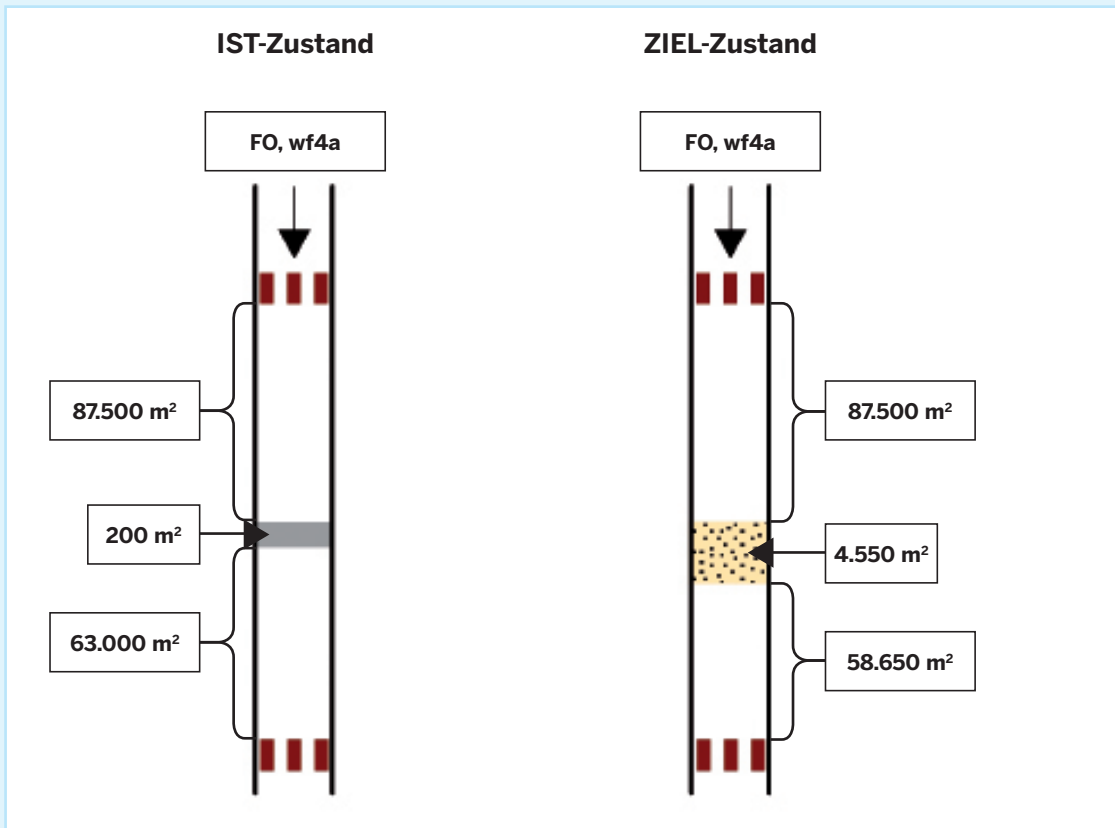 IST-Zustand
FO, wf4a
87.500 m²
200 m²
63.000 m²
ZIEL-Zustand
FO, wf4a
87.500 m²
4.550 m²
58.650 m²